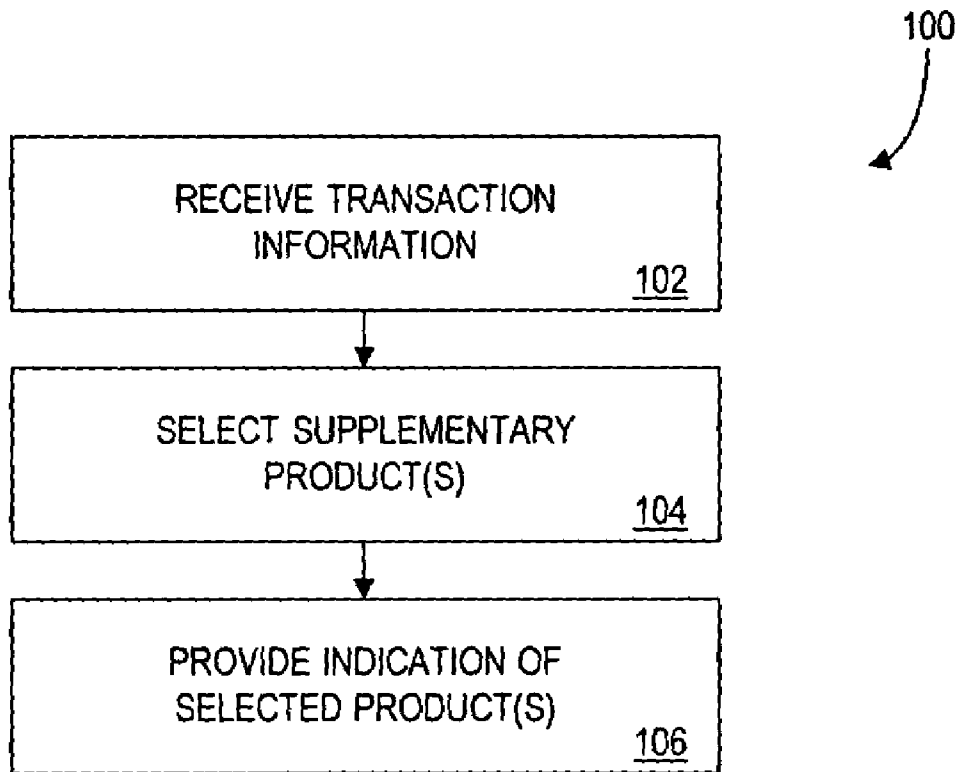 100
RECEIVE TRANSACTION
INFORMATION
102
SELECT SUPPLEMENTARY
PRODUCT(S)
104
PROVIDE INDICATION OF
SELECTED PRODUCT(S)
106